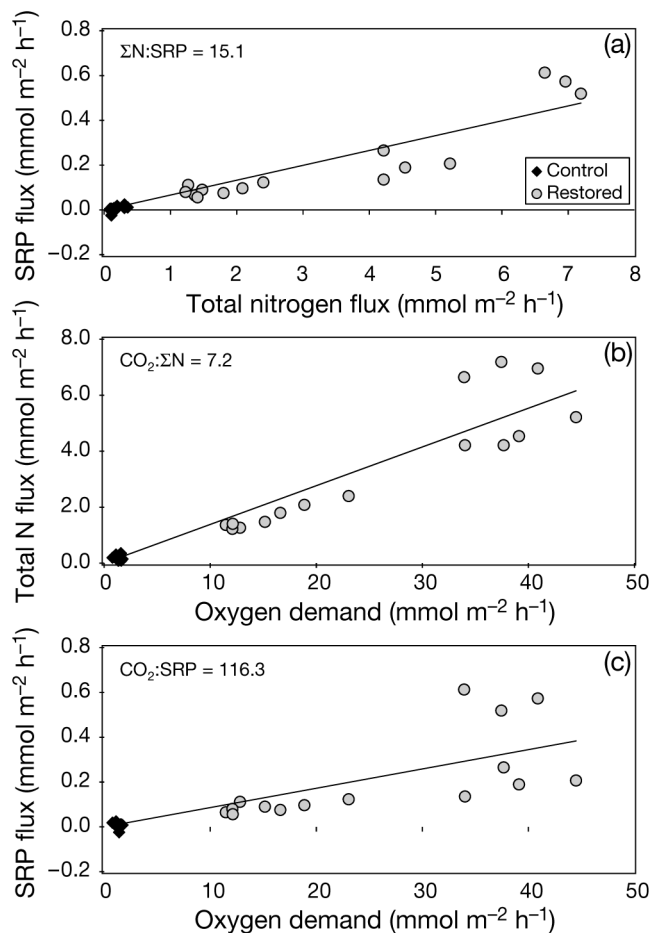 (a)
ΣN:SRP = 15.1
SRP flux (mmol m⁻² h⁻¹)
0.8
0.6
0.4
0.2
0.0
−0.2
◆ Control
Restored
0 1 2 3 4 5 6 7 8
Total nitrogen flux (mmol m⁻² h⁻¹)
(b)
CO₂:ΣN = 7.2
Total N flux (mmol m⁻² h⁻¹)
8.0
6.0
4.0
2.0
0.0
0 10 20 30 40 50
Oxygen demand (mmol m⁻² h⁻¹)
(c)
CO₂:SRP = 116.3
SRP flux (mmol m⁻² h⁻¹)
0.8
0.6
0.4
0.2
0.0
−0.2
0 10 20 30 40 50
Oxygen demand (mmol m⁻² h⁻¹)